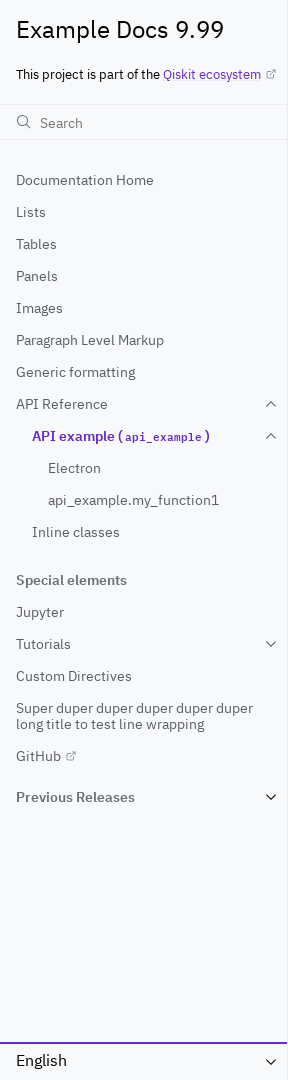 Example Docs 9.99
This project is part of the Qiskit ecosystem
Search
Documentation Home
Lists
Tables
Panels
Images
Paragraph Level Markup
Generic formatting
API Reference
API example (api_example)
Electron
api_example.my_function1
Inline classes
Special elements
Jupyter
Tutorials
Custom Directives
Super duper duper duper duper duper
long title to test line wrapping
GitHub
Previous Releases
English